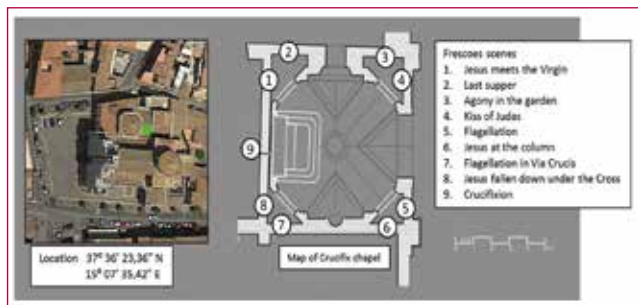 Location 37° 36' 23,36" N
15° 07' 35,42" E
2
3
1
4
9
8
7
6
5
Map of Crucifix chapel
Frescoes scenes
1. Jesus meets the Virgin
2. Last supper
3. Agony in the garden
4. Kiss of Judas
5. Flagellation
6. Jesus at the column
7. Flagellation in Via Crucis
8. Jesus fallen down under the Cross
9. Crucifixion